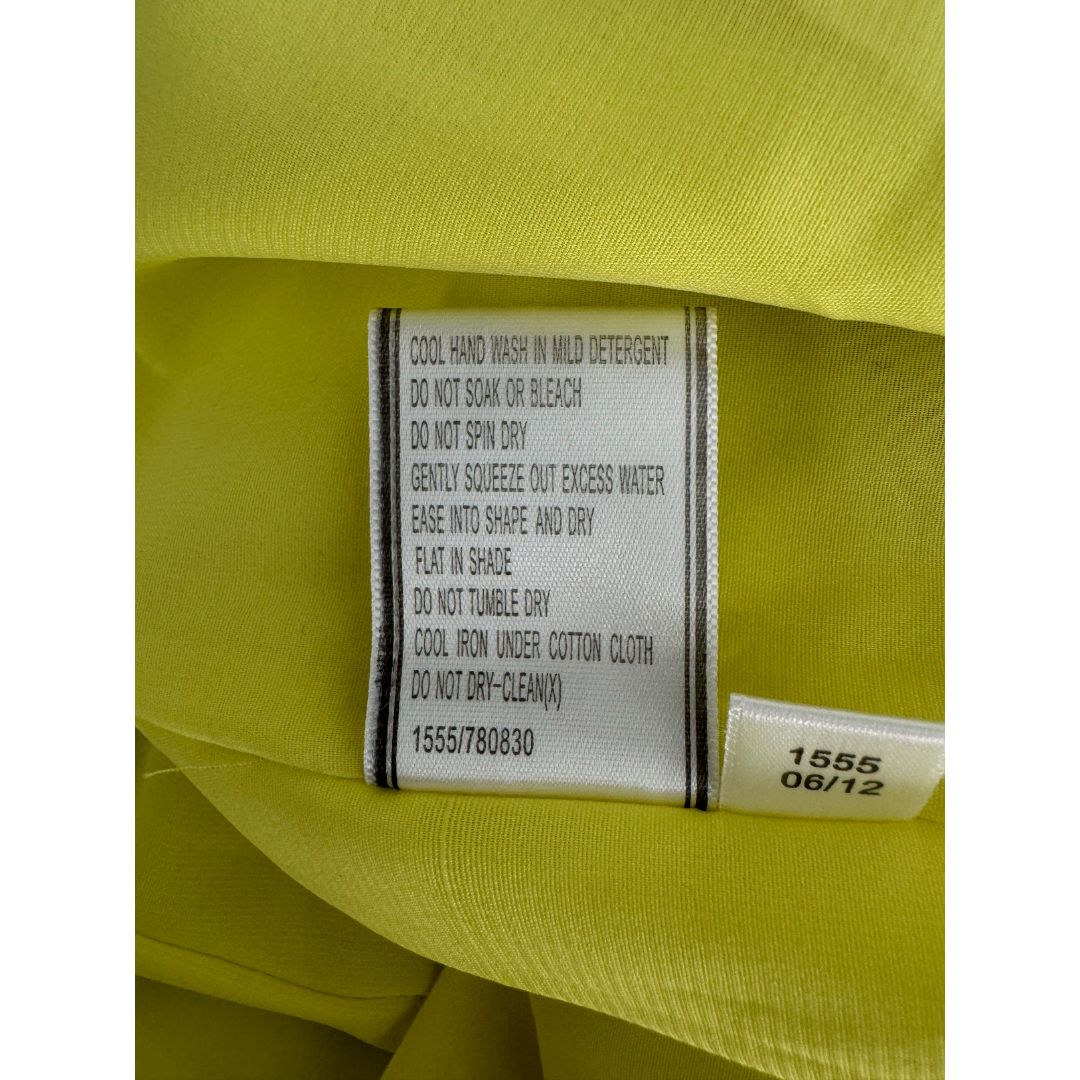 COOL HAND WASH IN MILD DETERGENT
DO NOT SOAK OR BLEACH
DO NOT SPIN DRY
GENTLY SQUEEZE OUT EXCESS WATER
EASE INTO SHAPE AND DRY
FLAT IN SHADE
DO NOT TUMBLE DRY
COOL IRON UNDER COTTON CLOTH
DO NOT DRY-CLEAN(X)
1555/780830
1555
06/12